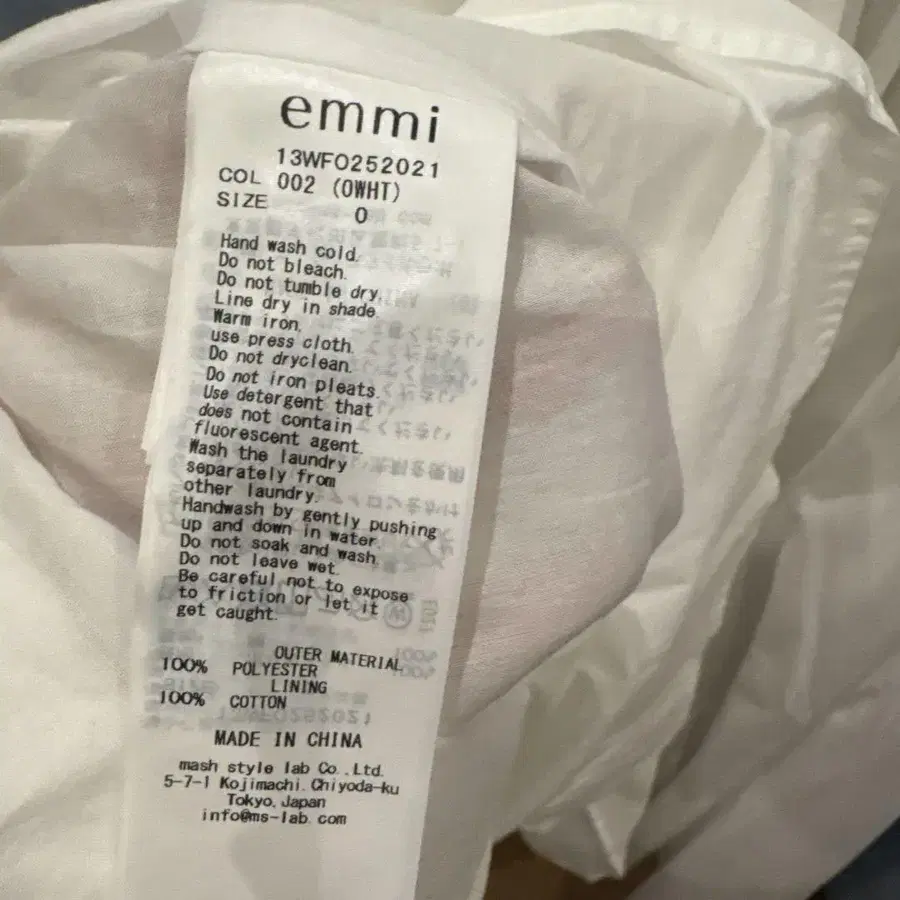 emmi
13WFO252021
COL 002 (OWHT)
SIZE 0
Hand wash cold.
Do not bleach.
Do not tumble dry.
Line dry in shade.
Warm iron,
use press cloth.
Do not dryclean.
Do not iron pleats.
Use detergent that
does not contain
fluorescent agent.
Wash the laundry
separately from
other laundry.
Handwash by gently pushing
up and down in water.
Do not soak and wash.
Do not leave wet.
Be careful not to expose
to friction or let it
get caught.
OUTER MATERIAL
100% POLYESTER
LINING
100% COTTON
MADE IN CHINA
mash style lab Co.,Ltd.
5-7-1 Kojimachi. Chiyoda-ku
Tokyo, Japan
info@ms-lab.com